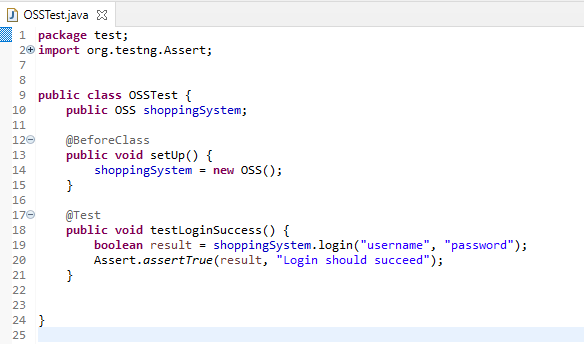 OSSTest.java
1 package test;
2 import org.testng.Assert;
7
8
9 public class OSSTest {
10 public OSS shoppingSystem;
11
12 @BeforeClass
13 public void setUp() {
14 shoppingSystem = new OSS();
15 }
16
17 @Test
18 public void testLoginSuccess() {
19 boolean result = shoppingSystem.login("username", "password");
20 Assert.assertTrue(result, "Login should succeed");
21 }
22
23
24 }
25